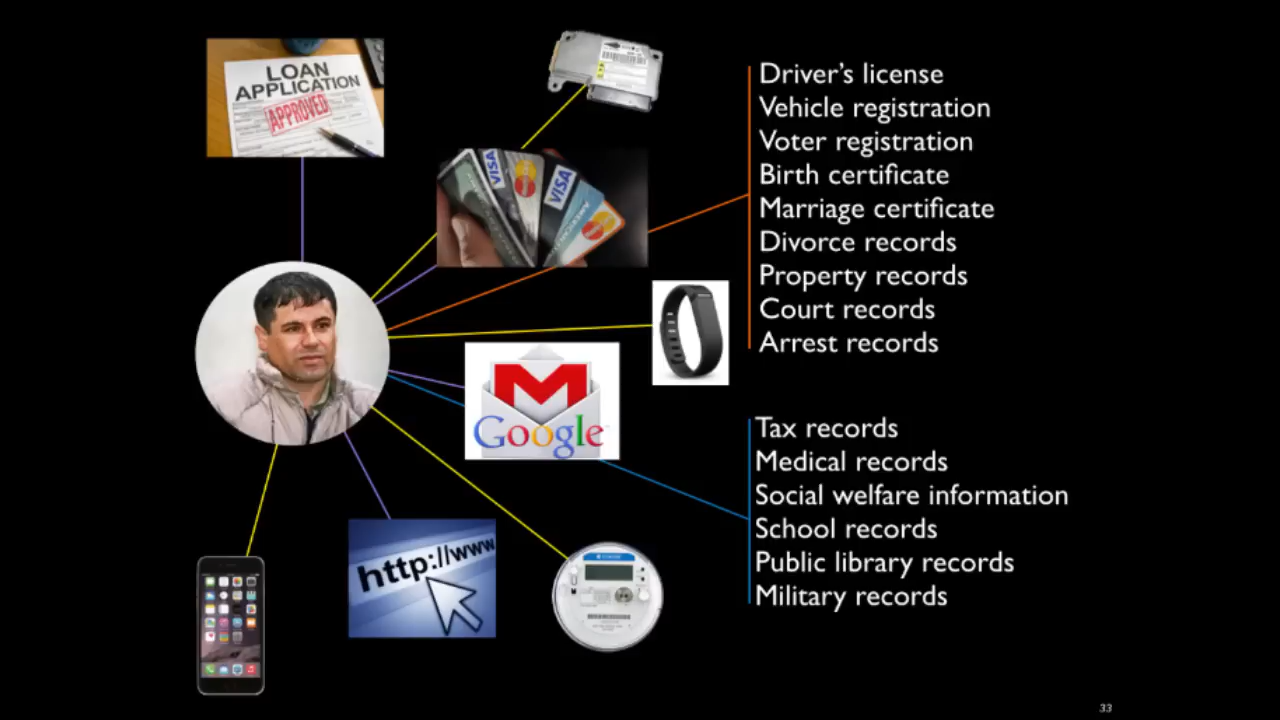 LOAN
APPLICATION
APPROVED
VISA
VISA
Driver's license
Vehicle registration
Voter registration
Birth certificate
Marriage certificate
Divorce records
Property records
Court records
Arrest records
Google
Tax records
Medical records
Social welfare information
School records
Public library records
Military records
http://www
33